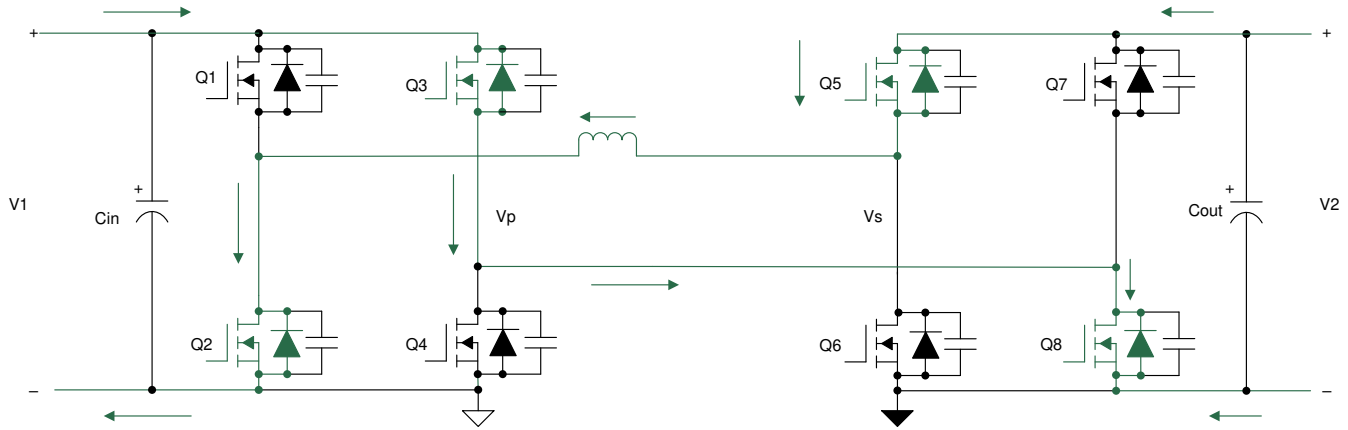 +
+
Q1
Q3
Q5
Q7
+
+
V1
Cin
Vp
Vs
Cout
V2
Q2
Q4
Q6
Q8
–
–